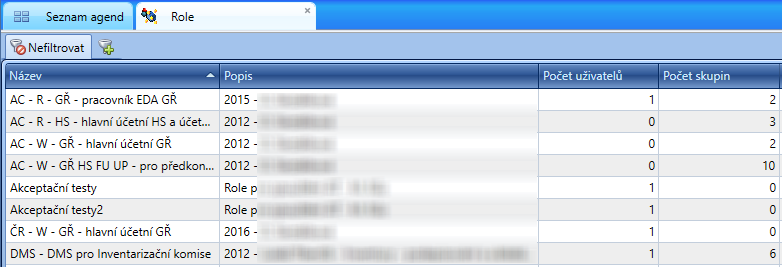 Seznam agend Role
Nefiltrovat
Název Popis Počet uživatelů Počet skupin
AC - R - GŘ - pracovník EDA GŘ 2015 - 1 2
AC - R - HS - hlavní účetní HS a účet... 2012 - 0 3
AC - W - GŘ - hlavní účetní GŘ 2012 - 0 2
AC - W - GŘ HS FU UP - pro předkon... 2012 - 0 10
Akceptační testy Role p 1 0
Akceptační testy2 Role p 1 0
ČR - W - GŘ - hlavní účetní GŘ 2016 - 1 0
DMS - DMS pro Inventarizační komise 2012 - 1 6